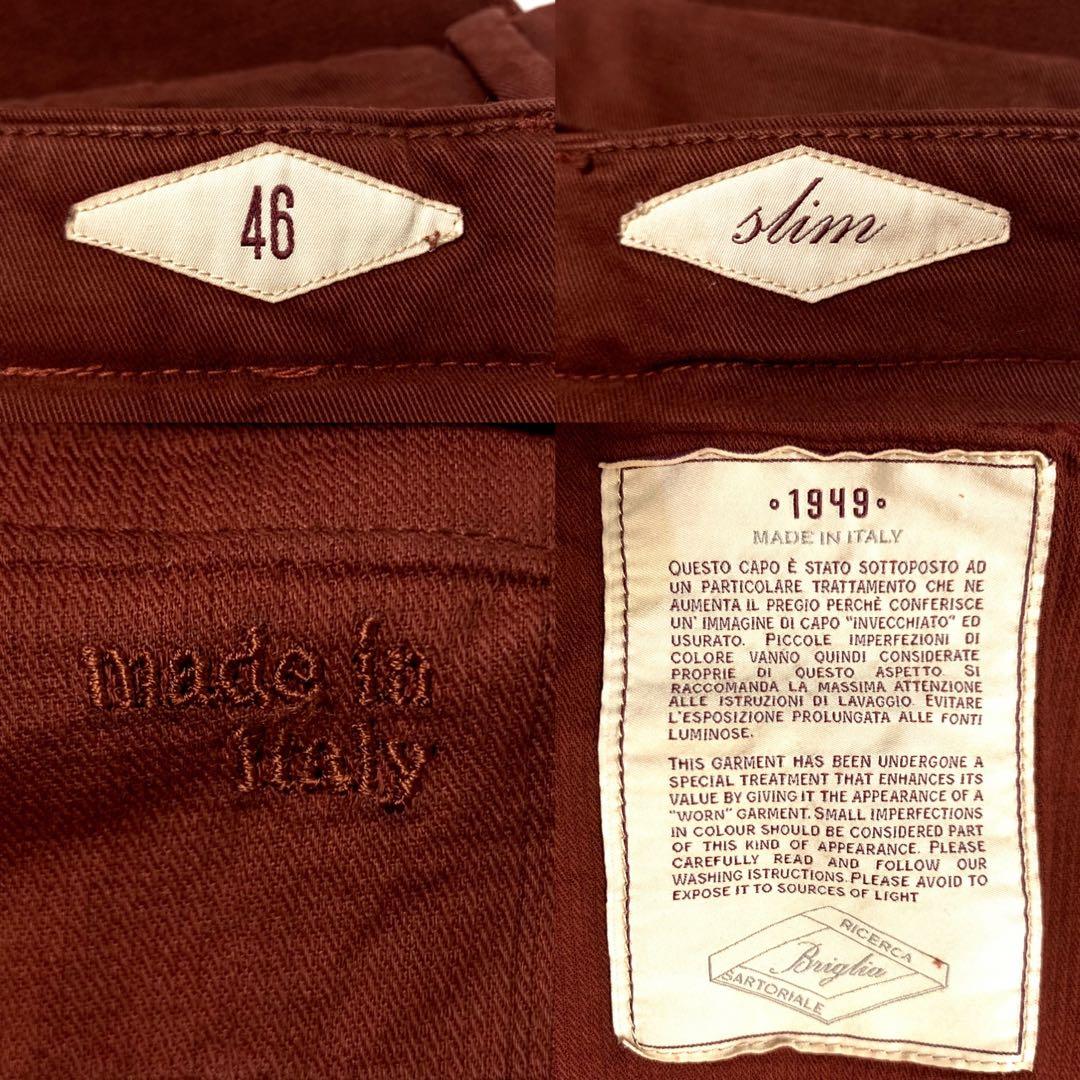 46
slim
made in
italy
•1949•
MADE IN ITALY
QUESTO CAPO È STATO SOTTOPOSTO AD
UN PARTICOLARE TRATTAMENTO CHE NE
AUMENTA IL PREGIO PERCHÈ CONFERISCE
UN' IMMAGINE DI CAPO "INVECCHIATO" ED
USURATO. PICCOLE IMPERFEZIONI DI
COLORE VANNO QUINDI CONSIDERATE
PROPRIE DI QUESTO ASPETTO. SI
RACCOMANDA LA MASSIMA ATTENZIONE
ALLE ISTRUZIONI DI LAVAGGIO. EVITARE
L'ESPOSIZIONE PROLUNGATA ALLE FONTI
LUMINOSE.
THIS GARMENT HAS BEEN UNDERGONE A
SPECIAL TREATMENT THAT ENHANCES ITS
VALUE BY GIVING IT THE APPEARANCE OF A
"WORN" GARMENT. SMALL IMPERFECTIONS
IN COLOUR SHOULD BE CONSIDERED PART
OF THIS KIND OF APPEARANCE. PLEASE
CAREFULLY READ AND FOLLOW OUR
WASHING ISTRUCTIONS. PLEASE AVOID TO
EXPOSE IT TO SOURCES OF LIGHT
RICERCA
Briglia
SARTORIALE